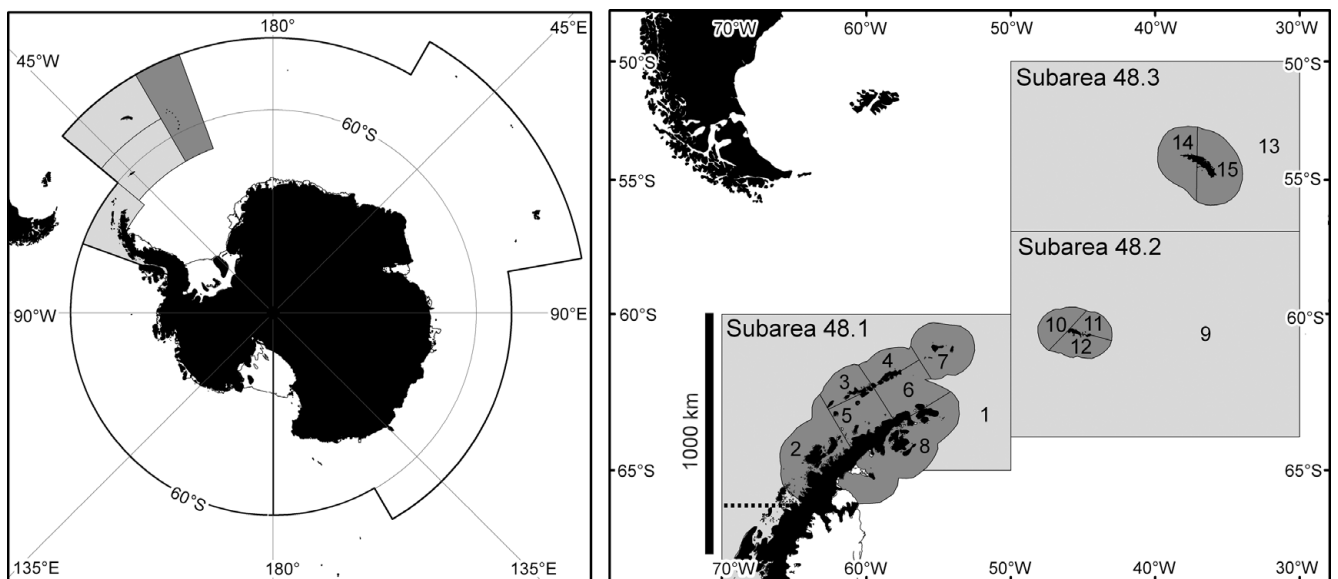 180°
45°E
45°W
60°S
90°W
90°E
60°S
135°E
180°
135°E
70°W
60°W
50°W
40°W
30°W
50°S
Subarea 48.3
50°S
14
13
15
55°S
55°S
Subarea 48.2
60°S
Subarea 48.1
10
11
12
9
60°S
4
7
3
6
5
1
2
8
1000 km
65°S
65°S
70°W
60°W
50°W
40°W
30°W